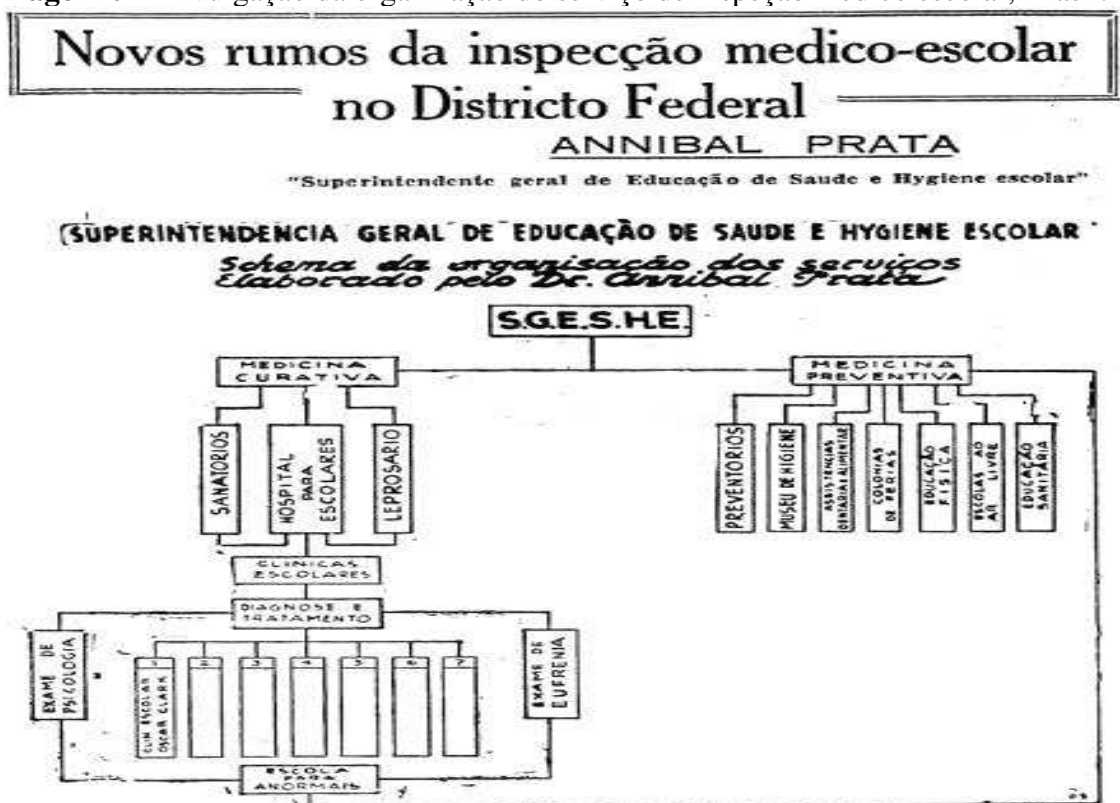 Novos rumos da inspecção medico-escolar
no Districto Federal
ANNIBAL PRATA
"Superintendente geral de Educação de Saude e Hygiene escolar"
(SUPERINTENDENCIA GERAL DE EDUCAÇÃO DE SAUDE E HYGIENE ESCOLAR
Schema da organisação dos serviços
Elaborado pelo Dr. Annibal Prata
S.G.E.S.H.E.
MEDICINA
CURATIVA
MEDICINA
PREVENTIVA
SANATORIOS
HOSPITAL
PARA
ESCOLARES
LEPROSARIO
PREVENTORIOS
MUSEU DE HIGIENE
ASSISTENCIAS
DENTARIA E ALIMENTAR
COLONIAS
DE FERIAS
EDUCAÇÃO
FISICA
ESCOLAS AO
AR LIVRE
EDUCAÇÃO
SANITÁRIA
CLINICAS
ESCOLARES
DIAGNOSE E
TRATAMENTO
EXAME DE
PSICOLOGIA
1 2 3 4 5 6 7
CLIN. ESCOLAR
OSCAR CLARK
EXAME DE
EUFRENIA
ESCOLA
PARA
ANORMAIS